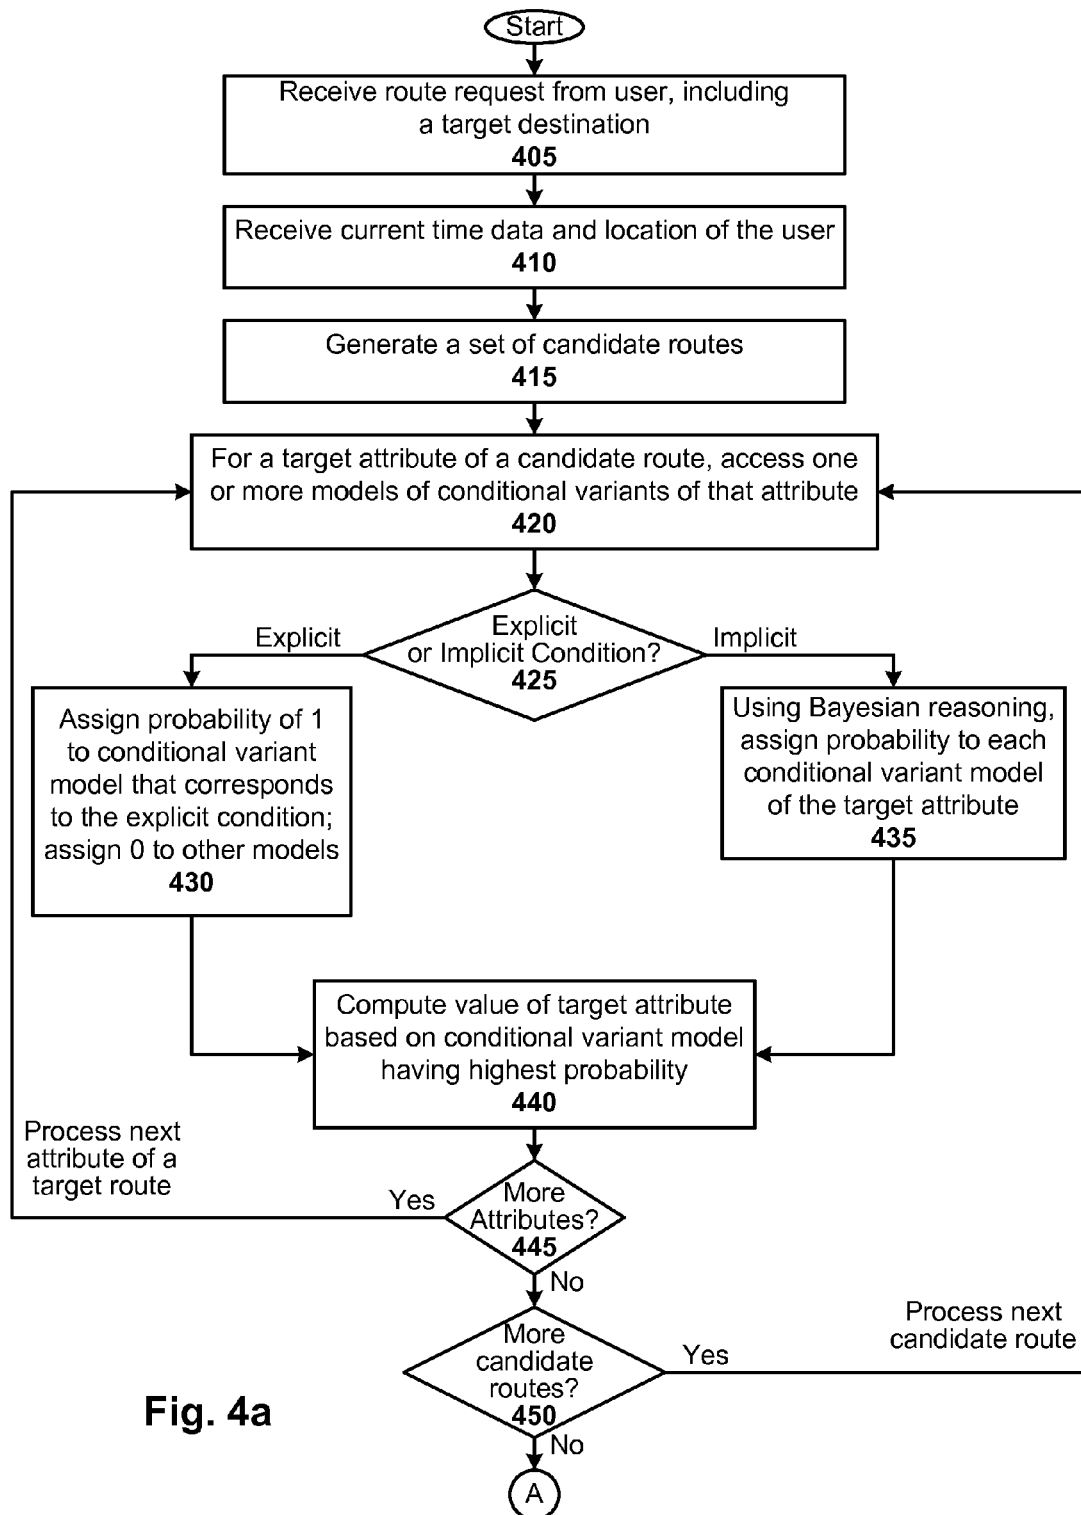 Start
Receive route request from user, including
a target destination
405
Receive current time data and location of the user
410
Generate a set of candidate routes
415
For a target attribute of a candidate route, access one
or more models of conditional variants of that attribute
420
Explicit
or Implicit Condition?
425
Explicit
Implicit
Assign probability of 1
to conditional variant
model that corresponds
to the explicit condition;
assign 0 to other models
430
Using Bayesian reasoning,
assign probability to each
conditional variant model
of the target attribute
435
Compute value of target attribute
based on conditional variant model
having highest probability
440
Process next
attribute of a
target route
Yes
More
Attributes?
445
No
More
candidate
routes?
450
Yes
Process next
candidate route
No
A
Fig. 4a